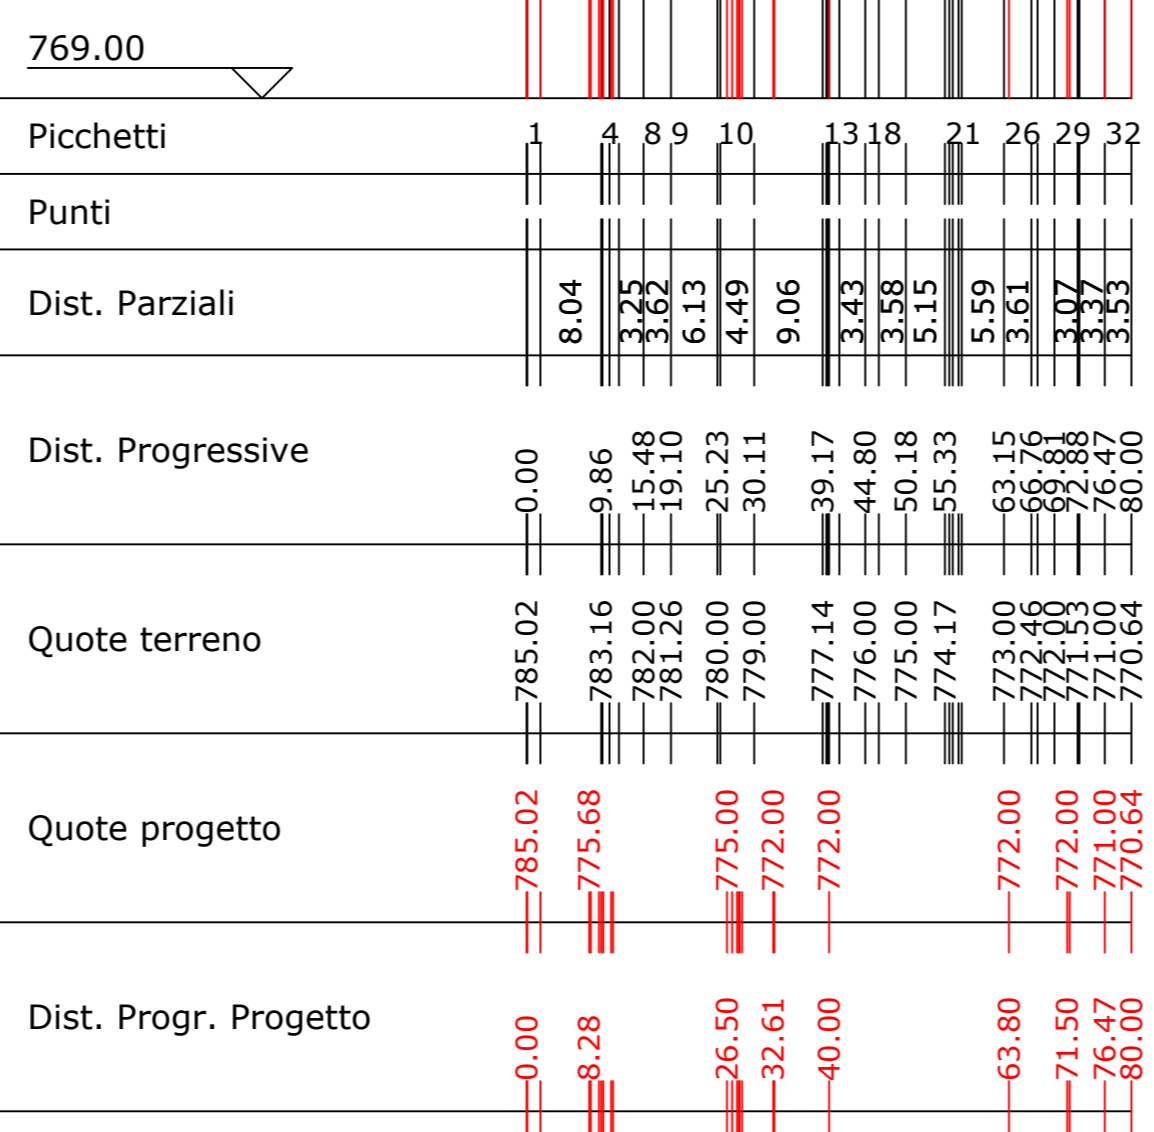 769.00
Picchetti 1 4 8 9 10 13 18 21 26 29 32
Punti
Dist. Parziali 8.04 3.25 3.62 6.13 4.49 9.06 3.43 3.58 5.15 5.59 3.61 3.07 3.37 3.53
Dist. Progressive 0.00 9.86 15.48 19.10 25.23 30.11 39.17 44.80 50.18 55.33 63.15 66.76 69.81 72.88 76.47 80.00
Quote terreno 785.02 783.16 782.00 781.26 780.00 779.00 777.14 776.00 775.00 774.17 773.00 772.46 772.00 771.53 771.00 770.64
Quote progetto 785.02 775.68 775.00 772.00 772.00 772.00 772.00 771.00 770.64
Dist. Progr. Progetto 0.00 8.28 26.50 32.61 40.00 63.80 71.50 76.47 80.00